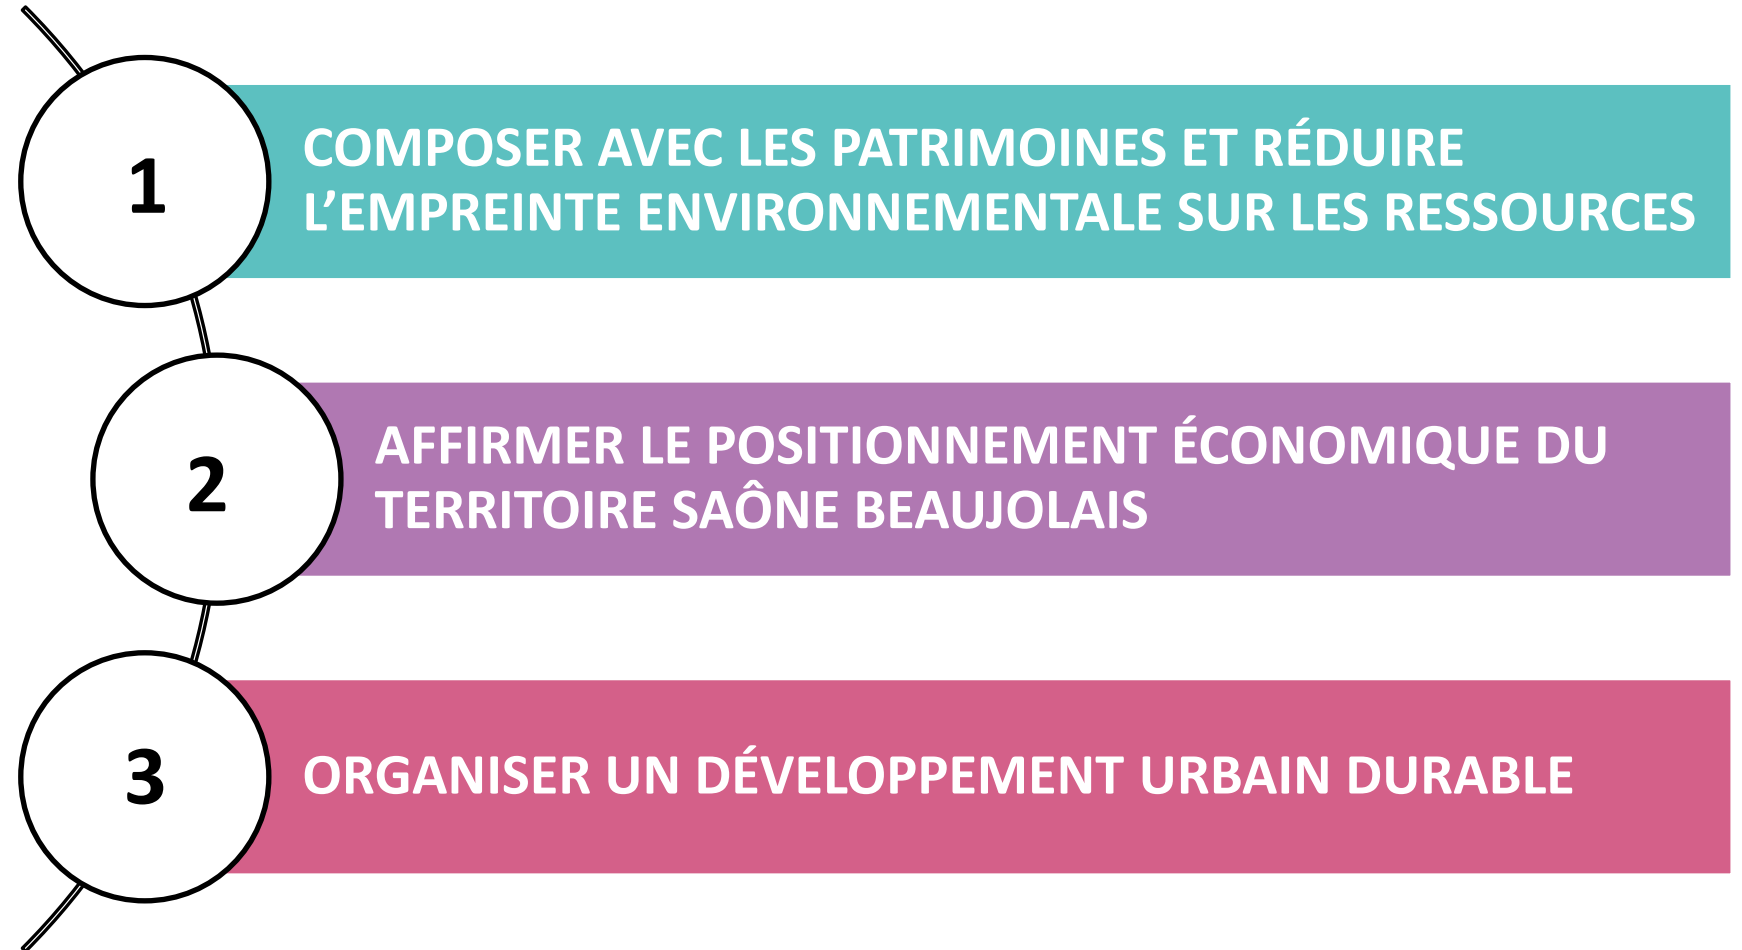 1
COMPOSER AVEC LES PATRIMOINES ET RÉDUIRE
L’EMPREINTE ENVIRONNEMENTALE SUR LES RESSOURCES
2
AFFIRMER LE POSITIONNEMENT ÉCONOMIQUE DU
TERRITOIRE SAÔNE BEAUJOLAIS
3
ORGANISER UN DÉVELOPPEMENT URBAIN DURABLE